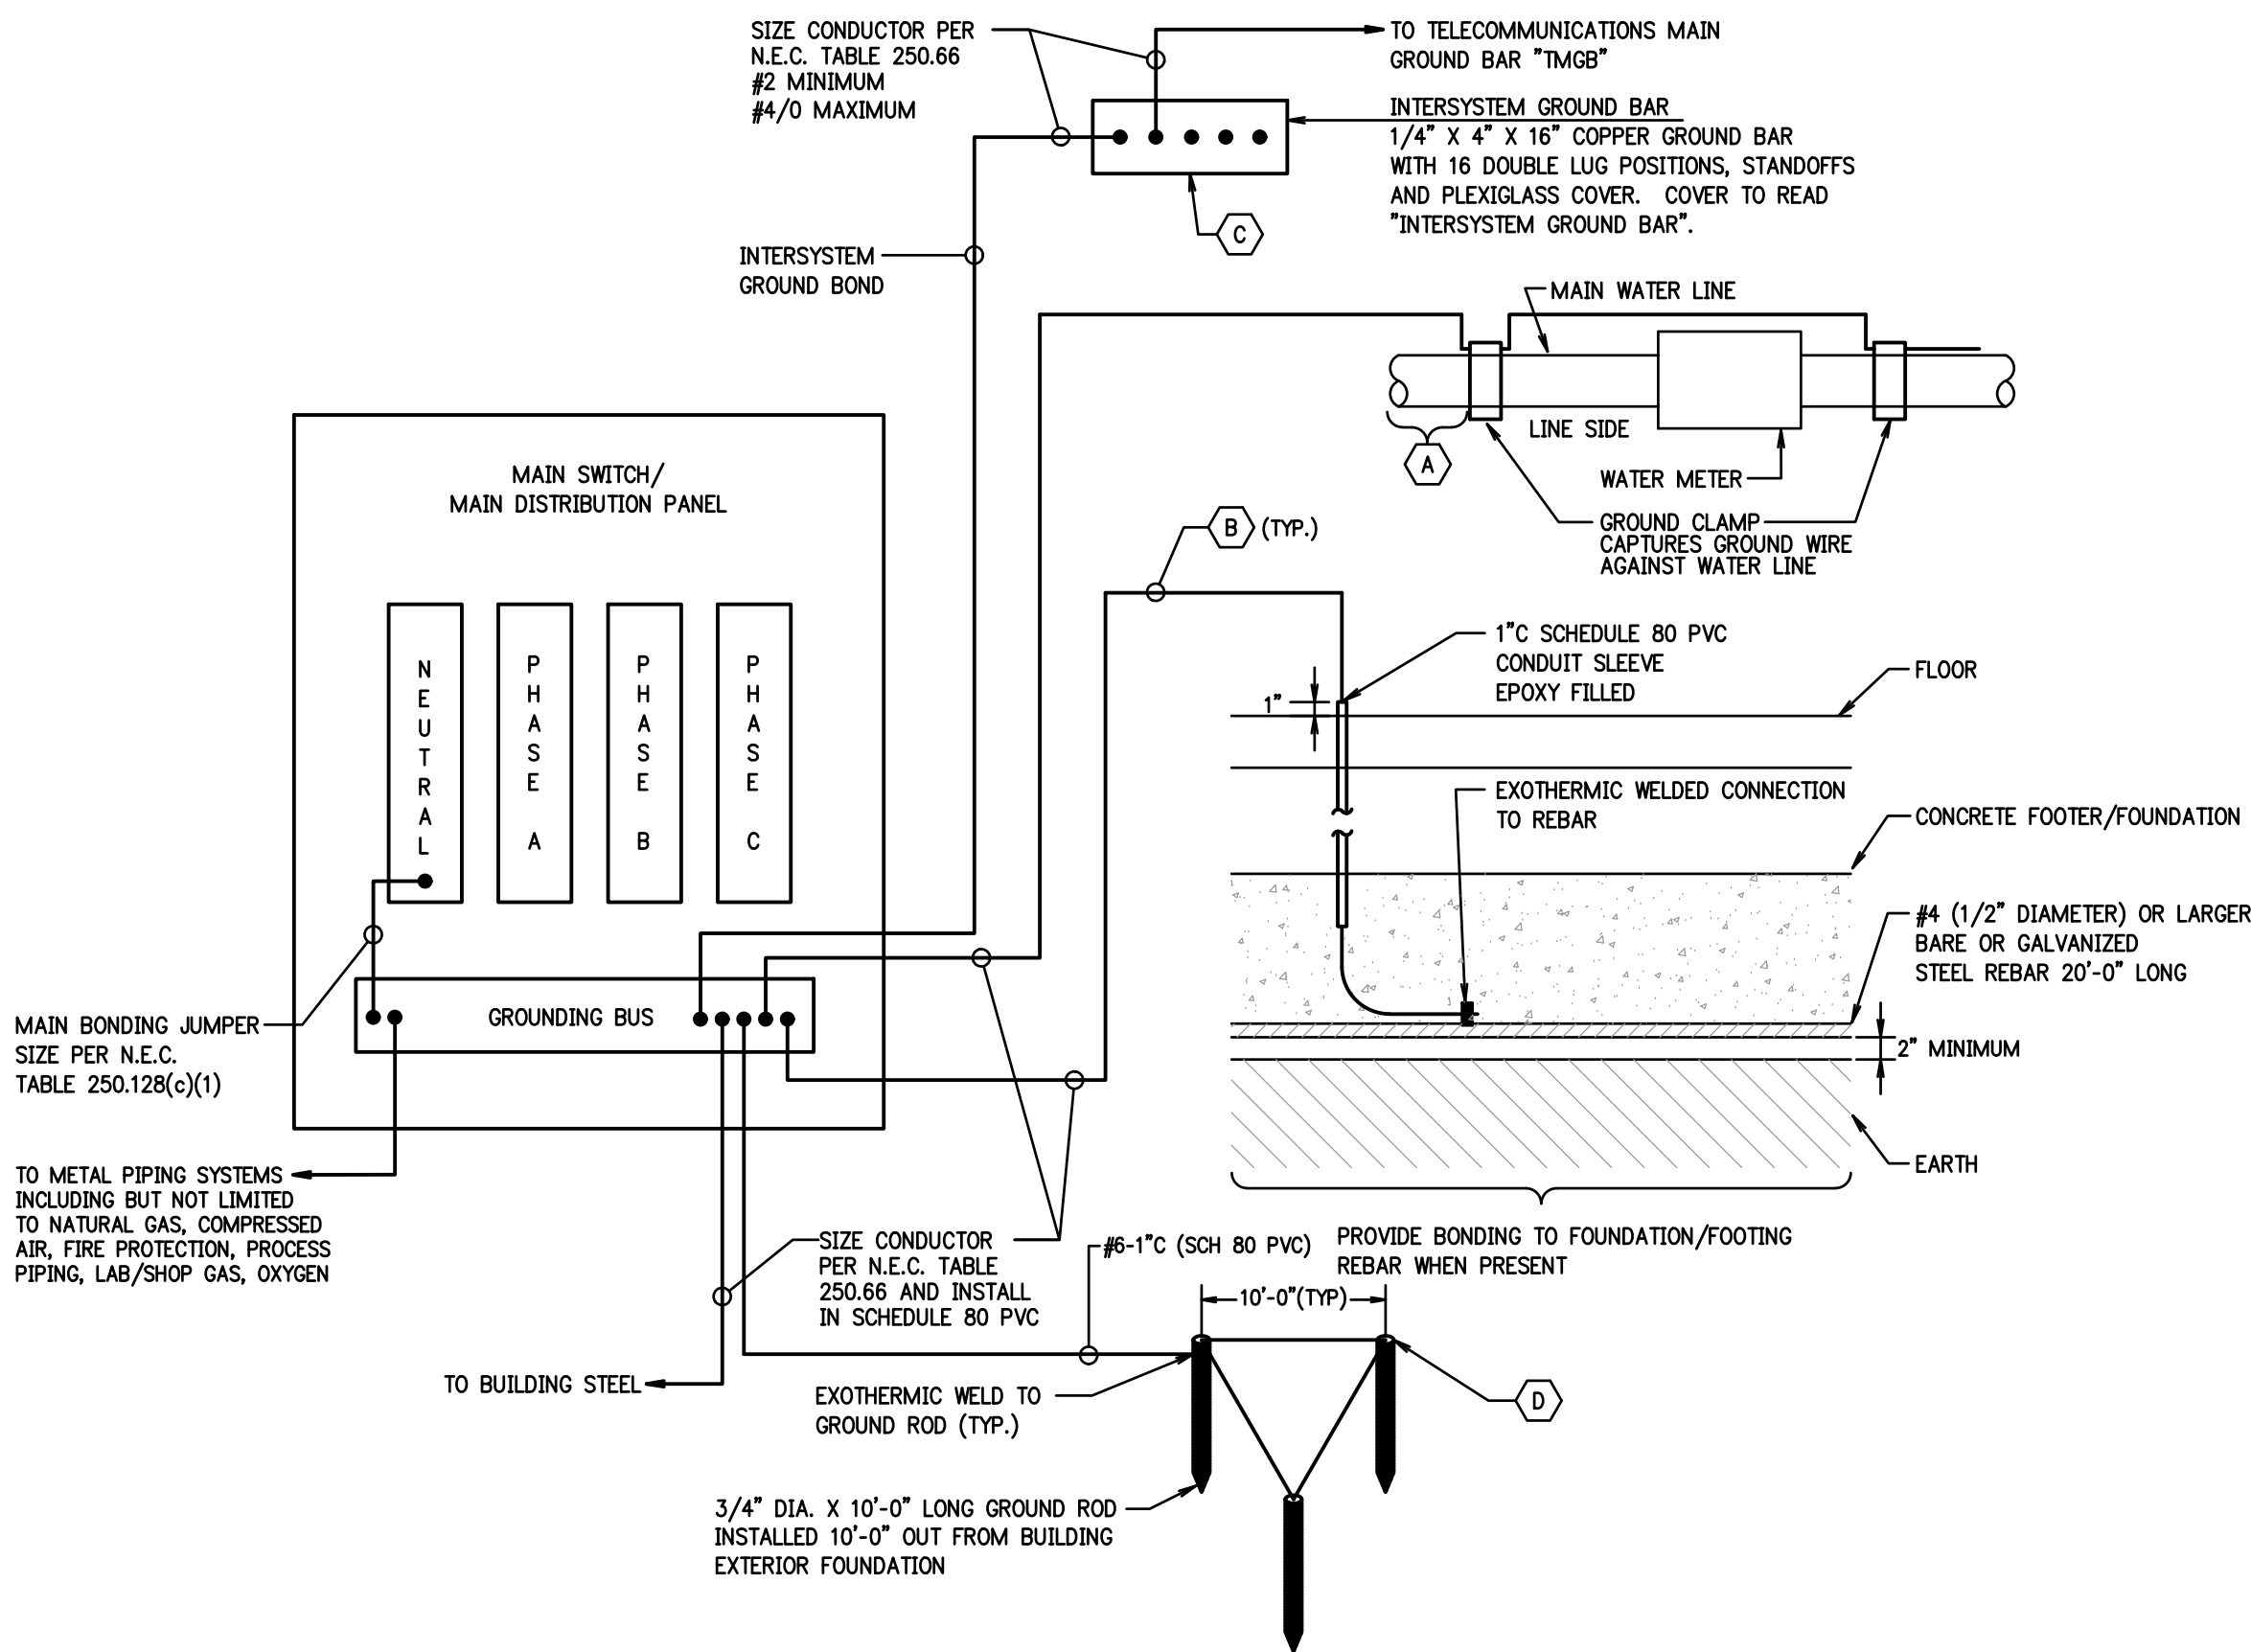 SIZE CONDUCTOR PER
N.E.C. TABLE 250.66
#2 MINIMUM
#4/0 MAXIMUM
TO TELECOMMUNICATIONS MAIN
GROUND BAR "TMGB"
INTERSYSTEM GROUND BAR
1/4" X 4" X 16" COPPER GROUND BAR
WITH 16 DOUBLE LUG POSITIONS, STANDOFFS
AND PLEXIGLASS COVER. COVER TO READ
"INTERSYSTEM GROUND BAR".
C
INTERSYSTEM
GROUND BOND
MAIN WATER LINE
LINE SIDE
A
WATER METER
GROUND CLAMP
CAPTURES GROUND WIRE
AGAINST WATER LINE
MAIN SWITCH/
MAIN DISTRIBUTION PANEL
B (TYP.)
NEUTRAL
PHASE A
PHASE B
PHASE C
1"C SCHEDULE 80 PVC
CONDUIT SLEEVE
EPOXY FILLED
1"
FLOOR
EXOTHERMIC WELDED CONNECTION
TO REBAR
CONCRETE FOOTER/FOUNDATION
#4 (1/2" DIAMETER) OR LARGER
BARE OR GALVANIZED
STEEL REBAR 20'-0" LONG
2" MINIMUM
EARTH
GROUNDING BUS
MAIN BONDING JUMPER
SIZE PER N.E.C.
TABLE 250.128(c)(1)
TO METAL PIPING SYSTEMS
INCLUDING BUT NOT LIMITED
TO NATURAL GAS, COMPRESSED
AIR, FIRE PROTECTION, PROCESS
PIPING, LAB/SHOP GAS, OXYGEN
SIZE CONDUCTOR
PER N.E.C. TABLE
250.66 AND INSTALL
IN SCHEDULE 80 PVC
#6-1"C (SCH 80 PVC)
PROVIDE BONDING TO FOUNDATION/FOOTING
REBAR WHEN PRESENT
10'-0"(TYP)
TO BUILDING STEEL
EXOTHERMIC WELD TO
GROUND ROD (TYP.)
D
3/4" DIA. X 10'-0" LONG GROUND ROD
INSTALLED 10'-0" OUT FROM BUILDING
EXTERIOR FOUNDATION